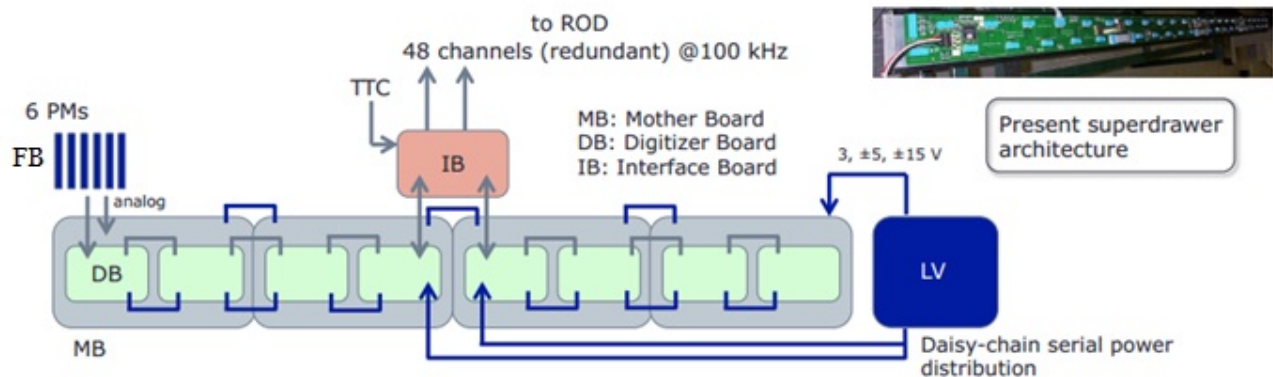 to ROD
48 channels (redundant) @100 kHz
TTC
6 PMs
FB
analog
IB
MB: Mother Board
DB: Digitizer Board
IB: Interface Board
Present superdrawer
architecture
3, ±5, ±15 V
DB
LV
MB
Daisy-chain serial power
distribution